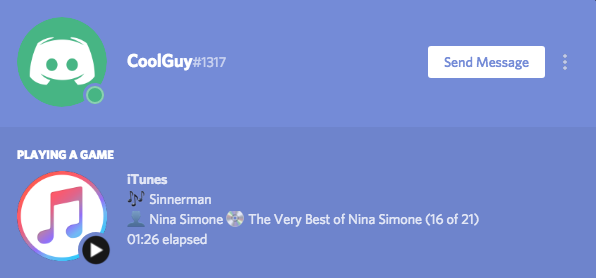 CoolGuy#1317
Send Message
PLAYING A GAME
iTunes
🎶 Sinnerman
👤 Nina Simone 💿 The Very Best of Nina Simone (16 of 21)
01:26 elapsed